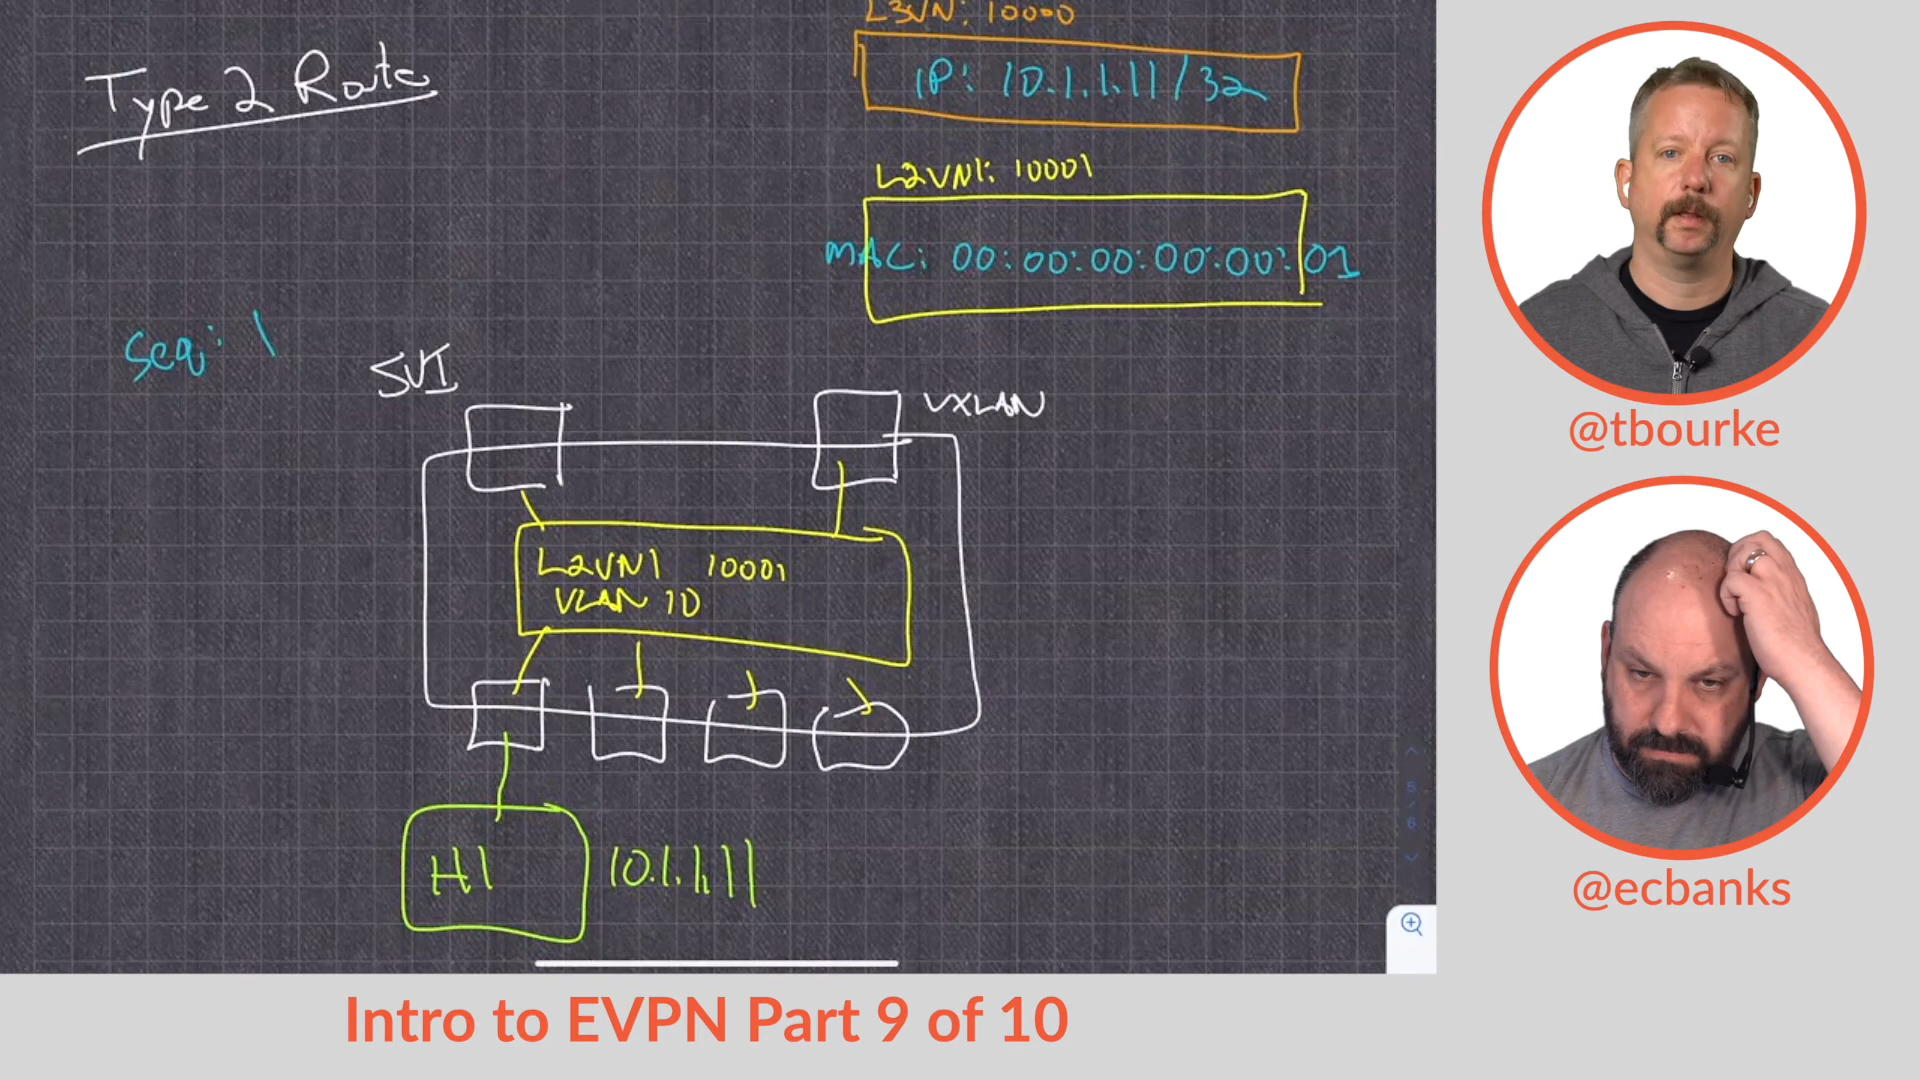 L3VN: 10000
Type 2 Route
IP: 10.1.1.11/32
L2VNI: 10001
MAC: 00:00:00:00:00:01
seq: 1
SVI
VXLAN
L2VNI 10001
VLAN 10
H1 10.1.1.11
5
/
6
@tbourke
@ecbanks
Intro to EVPN Part 9 of 10